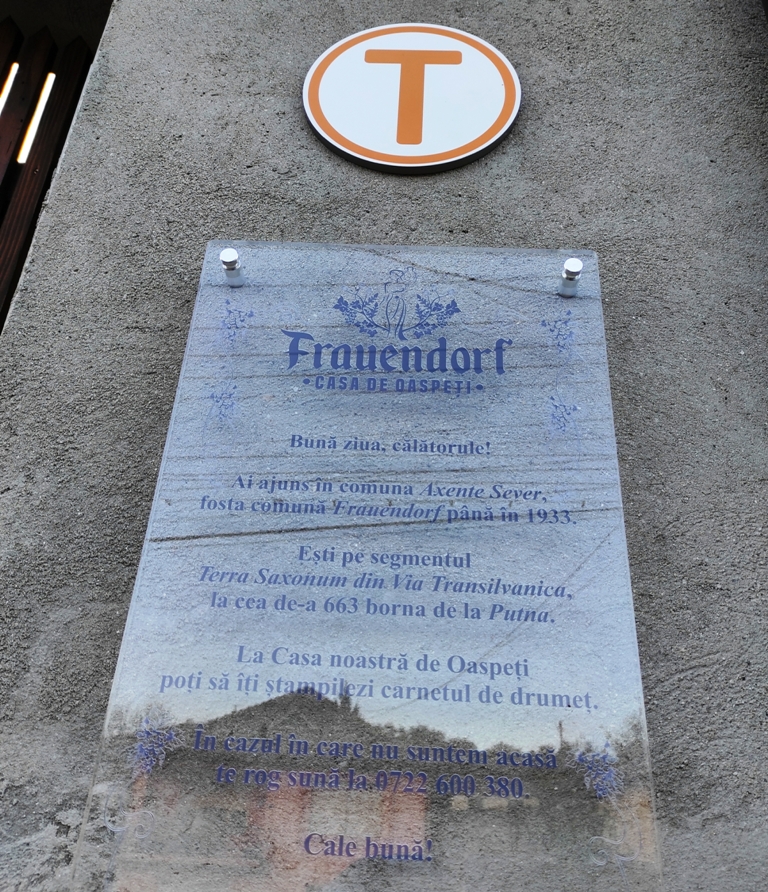 T
Frauendorf
• CASA DE OASPEȚI •
Bună ziua, călătorule!
Ai ajuns în comuna Axente Sever,
fosta comună Frauendorf până în 1933.
Ești pe segmentul
Terra Saxonum din Via Transilvanica,
la cea de-a 663 borna de la Putna.
La Casa noastră de Oaspeți
poți să îți ștampilezi carnetul de drumeț.
În cazul în care nu suntem acasă
te rog sună la 0722 600 380.
Cale bună!